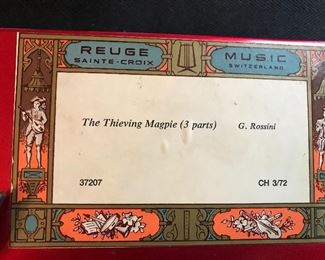 REUGE MUSIC
SAINTE-CROIX SWITZERLAND
The Thieving Magpie (3 parts) G. Rossini
37207 CH 3/72